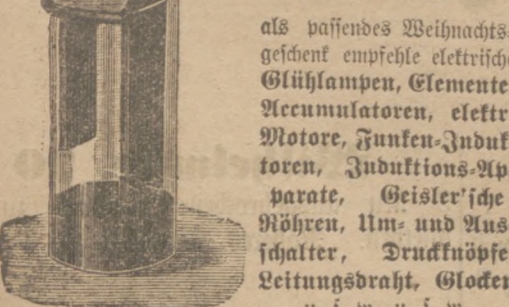 als passendes Weihnachts-
geschenk empfehle elektrische
Glühlampen, Elemente
Accumulatoren, elektr
Motore, Funken-Induk
toren, Induktions-Ap
parate, Geisler'sche
Röhren, Um- und Aus
schalter, Druckknöpfe
Leitungsdraht, Glocken